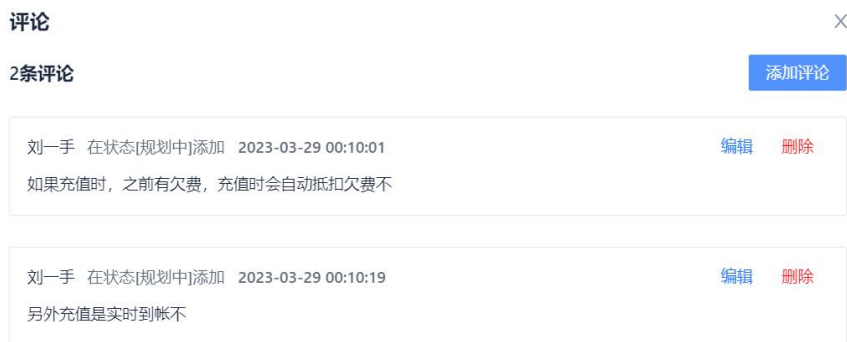 评论
2条评论
添加评论
刘一手 在状态[规划中]添加 2023-03-29 00:10:01 编辑 删除
如果充值时，之前有欠费，充值时会自动抵扣欠费不
刘一手 在状态[规划中]添加 2023-03-29 00:10:19 编辑 删除
另外充值是实时到帐不